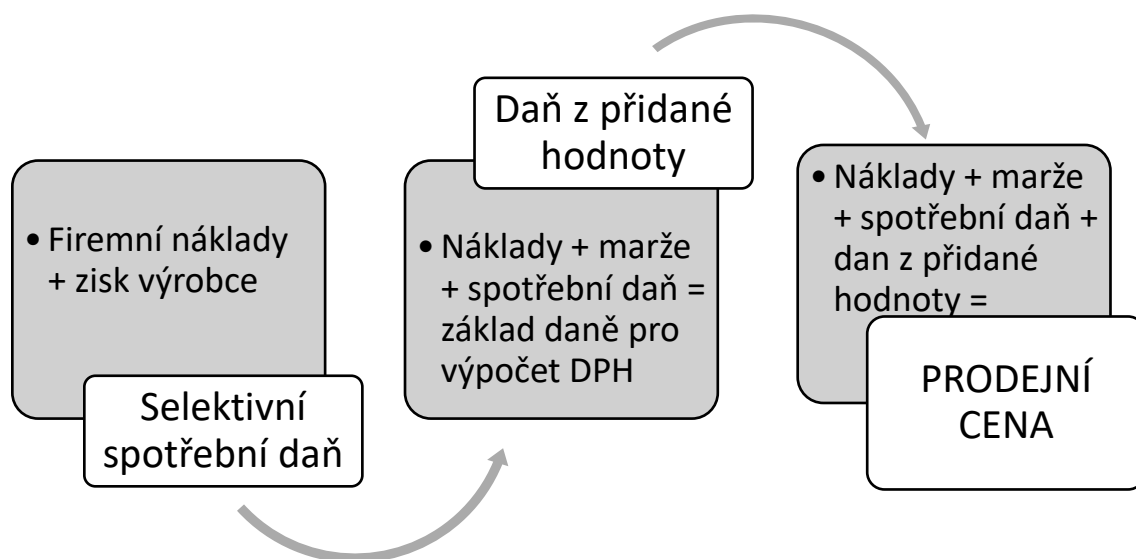 • Firemní náklady
+ zisk výrobce
Selektivní
spotřební daň
Daň z přidané
hodnoty
• Náklady + marže
+ spotřební daň =
základ daně pro
výpočet DPH
• Náklady + marže
+ spotřební daň +
dan z přidané
hodnoty =
PRODEJNÍ
CENA